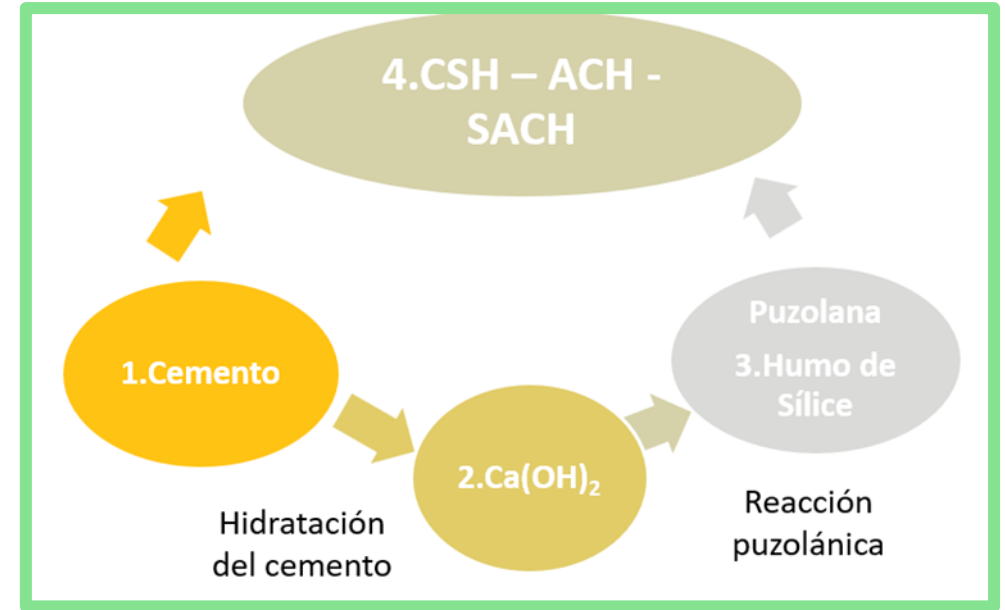 4.CSH – ACH -
SACH
1.Cemento
Puzolana
3.Humo de
Sílice
2.Ca(OH)₂
Hidratación
del cemento
Reacción
puzolánica